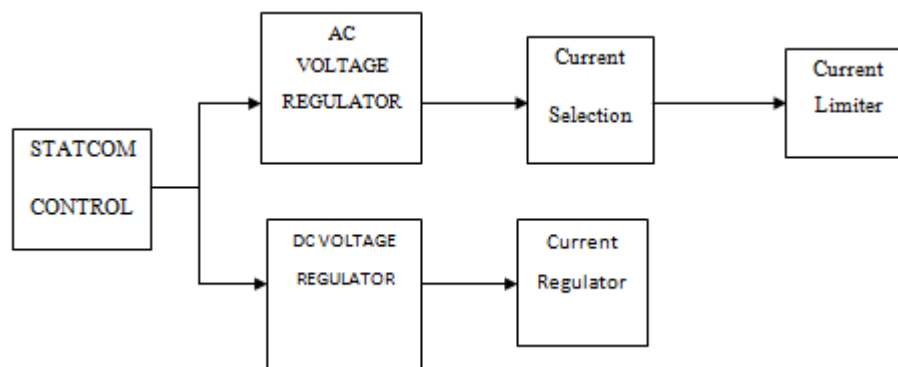 STATCOM
CONTROL
AC
VOLTAGE
REGULATOR
Current
Selection
Current
Limiter
DC VOLTAGE
REGULATOR
Current
Regulator